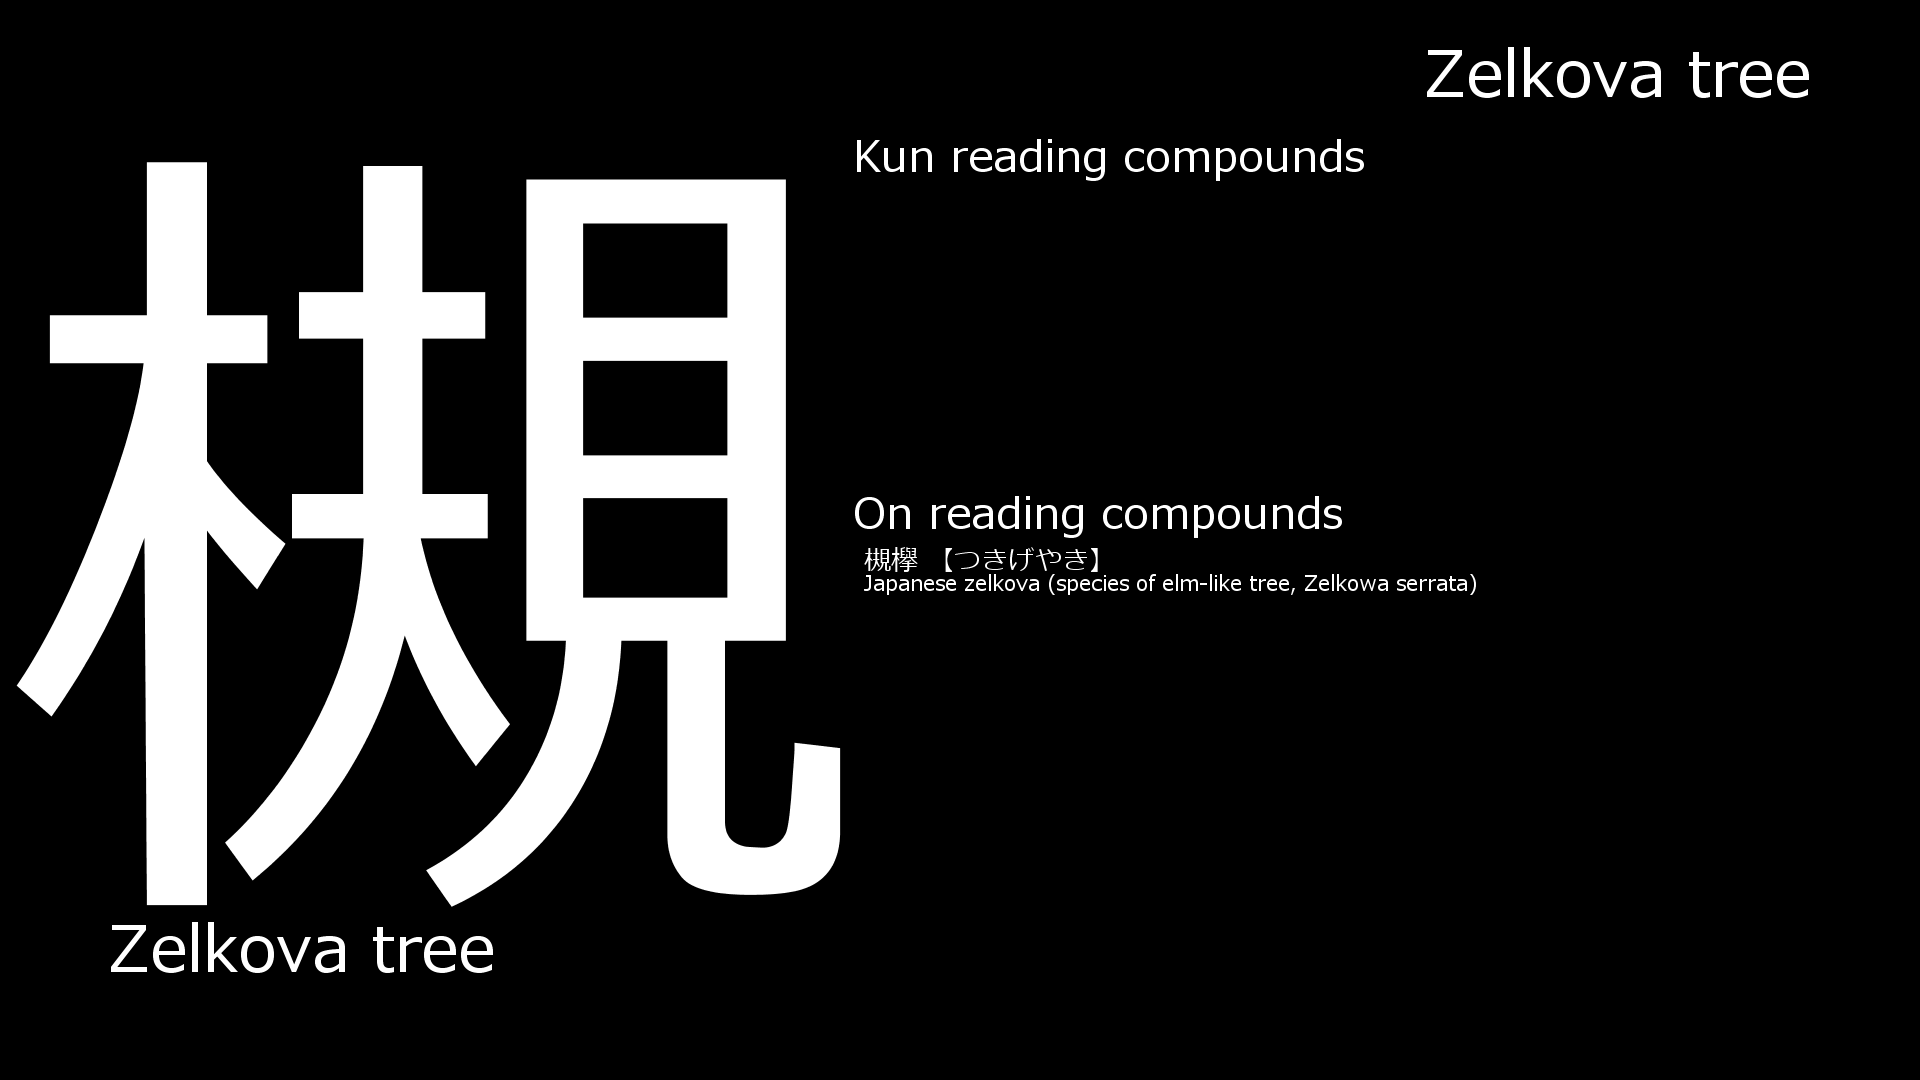 槻
Zelkova tree
Zelkova tree
Kun reading compounds
On reading compounds
槻欅 【つきげやき】
Japanese zelkova (species of elm-like tree, Zelkowa serrata)